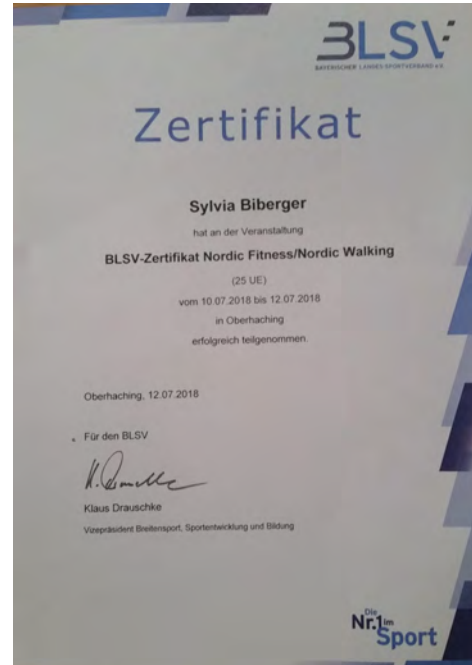 BLSV
BAYERISCHER LANDES-SPORTVERBAND e.V.
Zertifikat
Sylvia Biberger
hat an der Veranstaltung
BLSV-Zertifikat Nordic Fitness/Nordic Walking
(25 UE)
vom 10.07.2018 bis 12.07.2018
in Oberhaching
erfolgreich teilgenommen.
Oberhaching, 12.07.2018
Für den BLSV
Klaus Drauschke
Vizepräsident Breitensport, Sportentwicklung und Bildung
Die
Nr.1 im
Sport